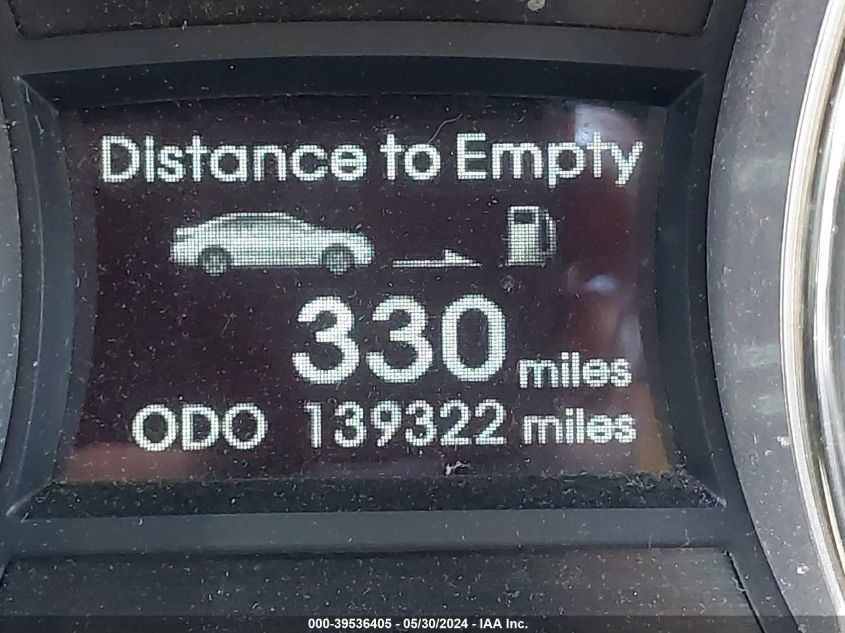 Distance to Empty
330 miles
ODO 139322 miles
000-39536405 - 05/30/2024 - IAA Inc.